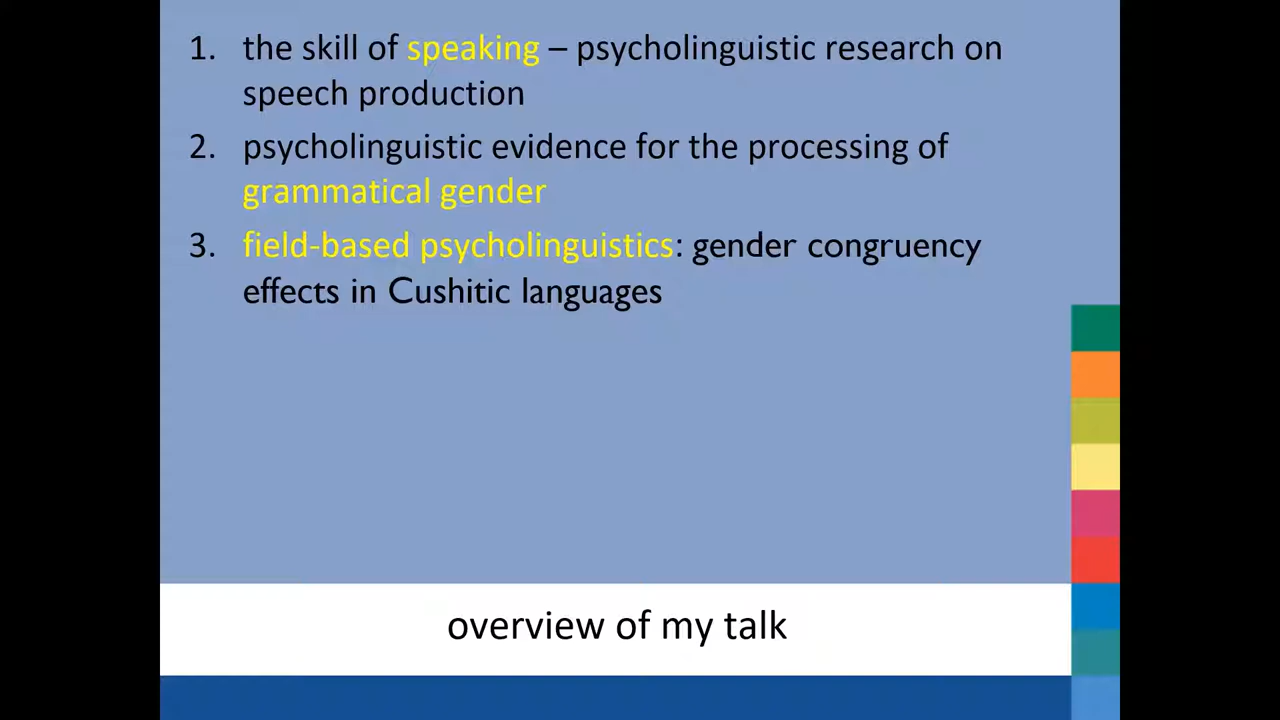 1. the skill of speaking – psycholinguistic research on
speech production
2. psycholinguistic evidence for the processing of
grammatical gender
3. field-based psycholinguistics: gender congruency
effects in Cushitic languages
overview of my talk